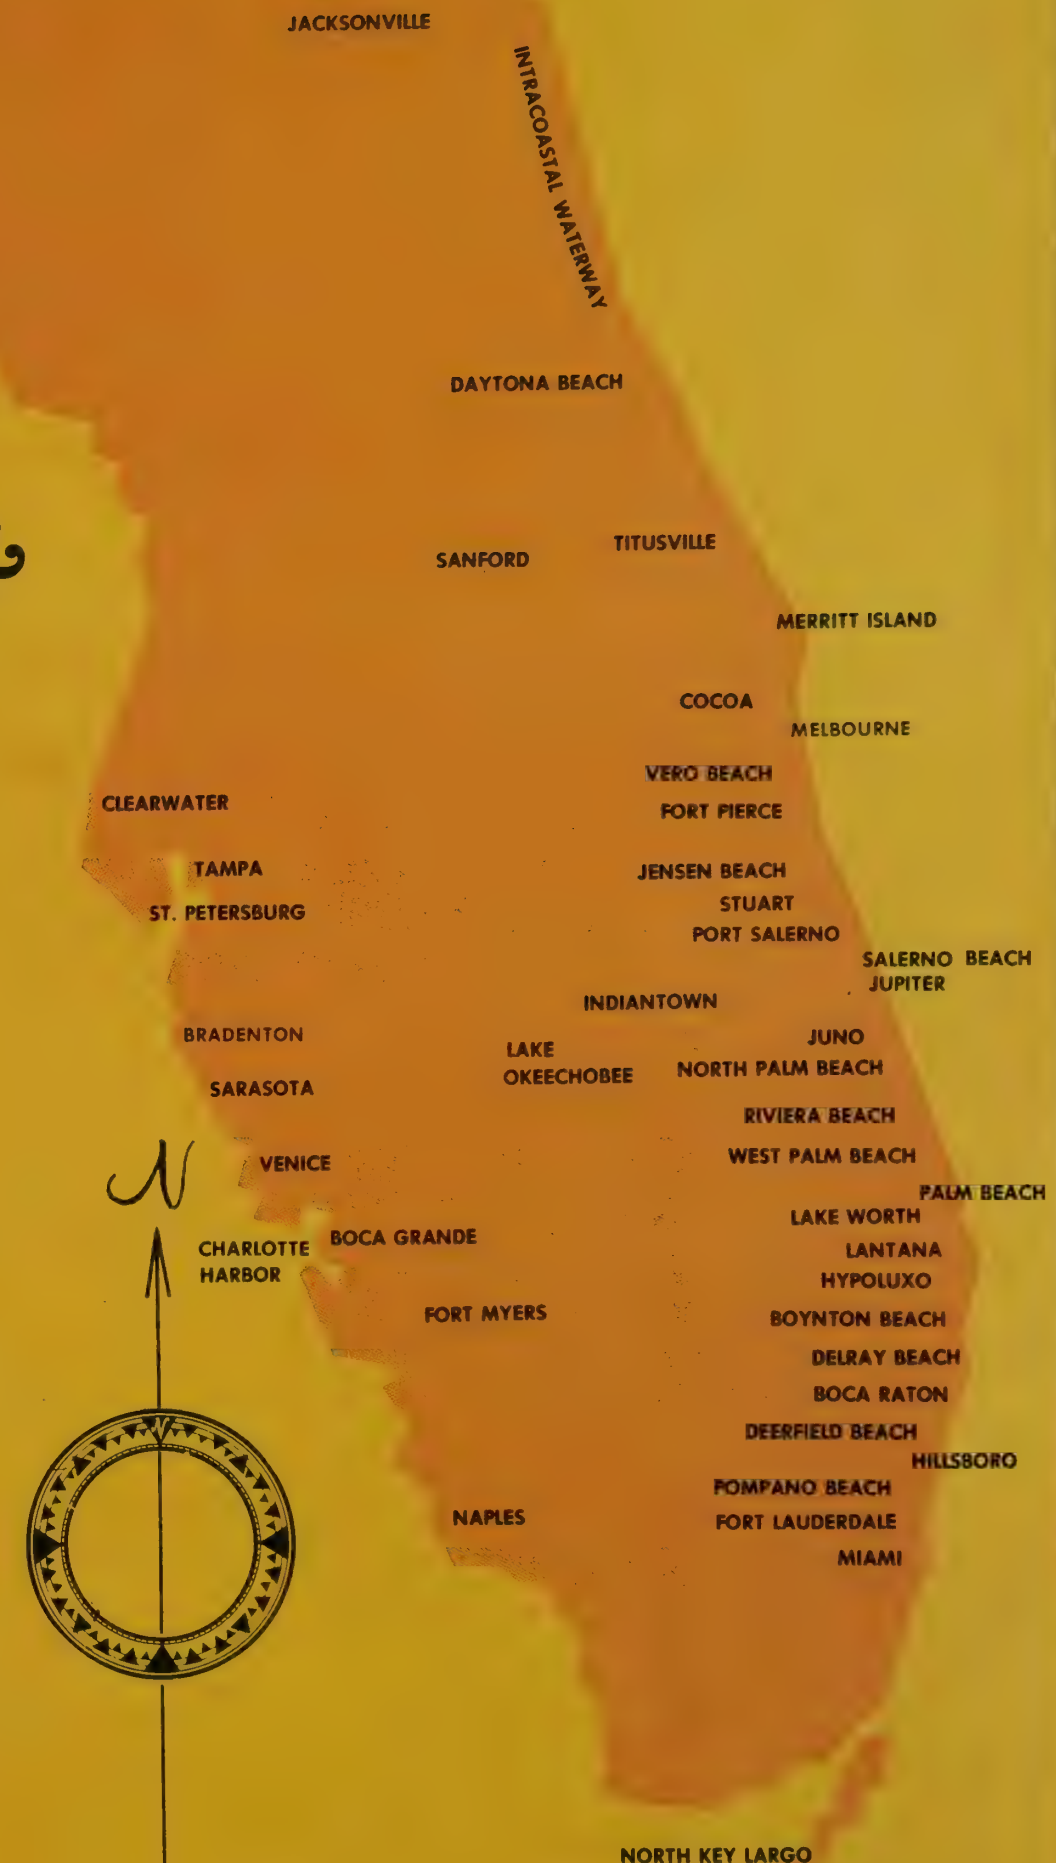 JACKSONVILLE
INTRACOASTAL WATERWAY
DAYTONA BEACH
TITUSVILLE
SANFORD
MERRITT ISLAND
COCOA
MELBOURNE
VERO BEACH
CLEARWATER
FORT PIERCE
TAMPA
JENSEN BEACH
STUART
ST. PETERSBURG
PORT SALERNO
SALERNO BEACH
JUPITER
INDIANTOWN
BRADENTON
JUNO
LAKE
OKEECHOBEE
NORTH PALM BEACH
SARASOTA
RIVIERA BEACH
WEST PALM BEACH
VENICE
N
PALM BEACH
LAKE WORTH
BOCA GRANDE
CHARLOTTE
HARBOR
LANTANA
HYPOLUXO
FORT MYERS
BOYNTON BEACH
DELRAY BEACH
BOCA RATON
N
DEERFIELD BEACH
HILLSBORO
POMPANO BEACH
NAPLES
FORT LAUDERDALE
MIAMI
NORTH KEY LARGO